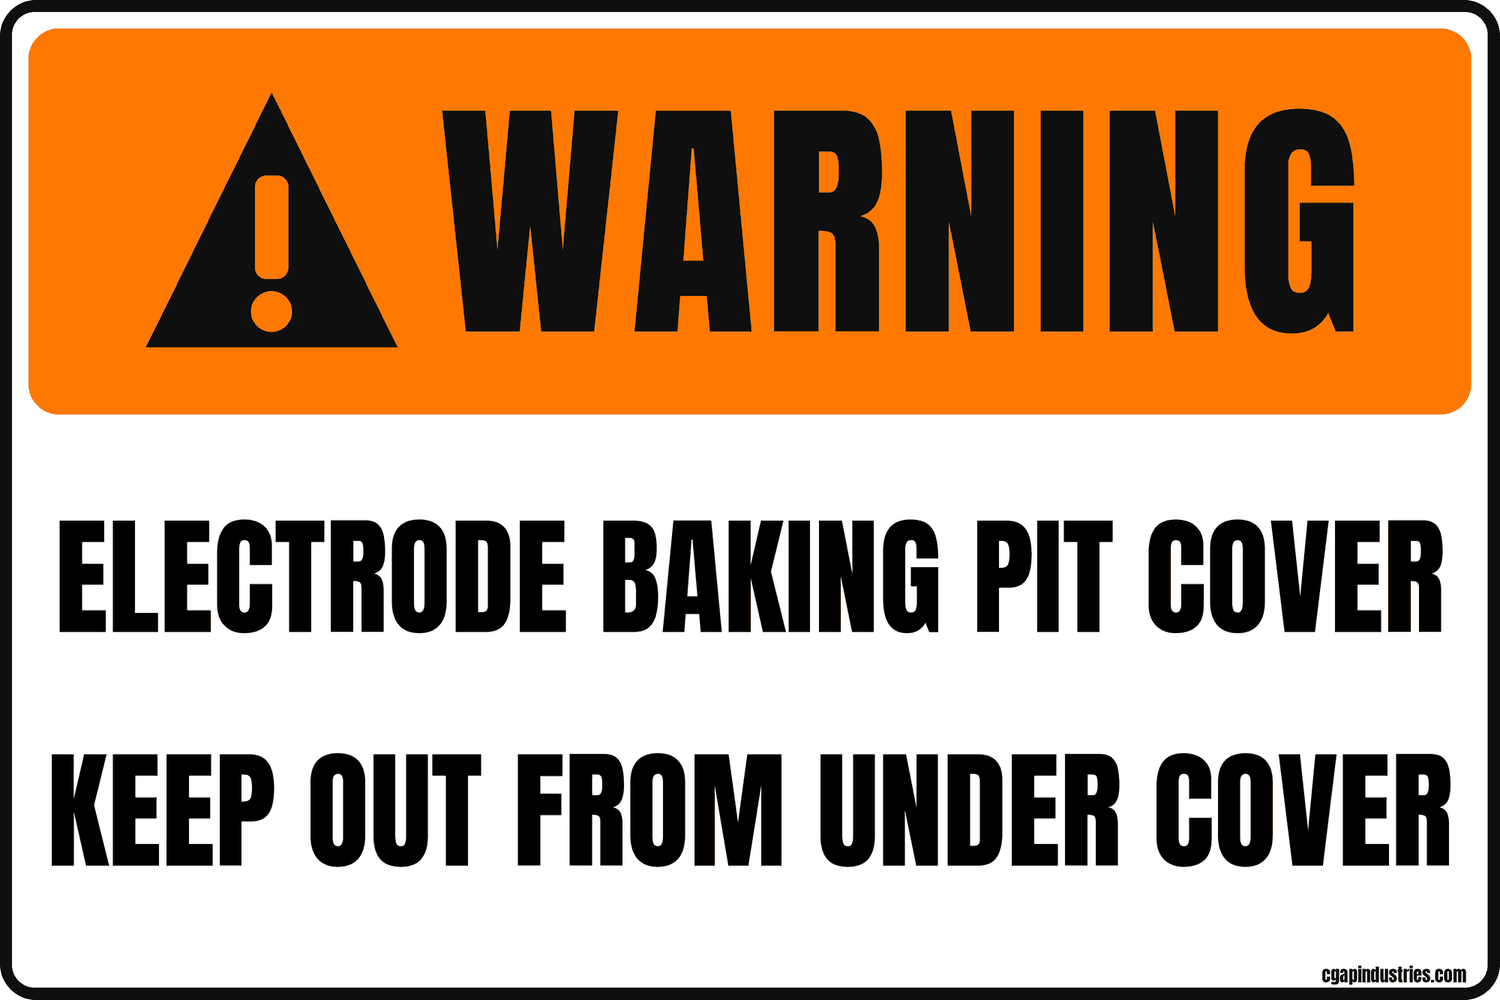 WARNING
ELECTRODE BAKING PIT COVER
KEEP OUT FROM UNDER COVER
cgapindustries.com